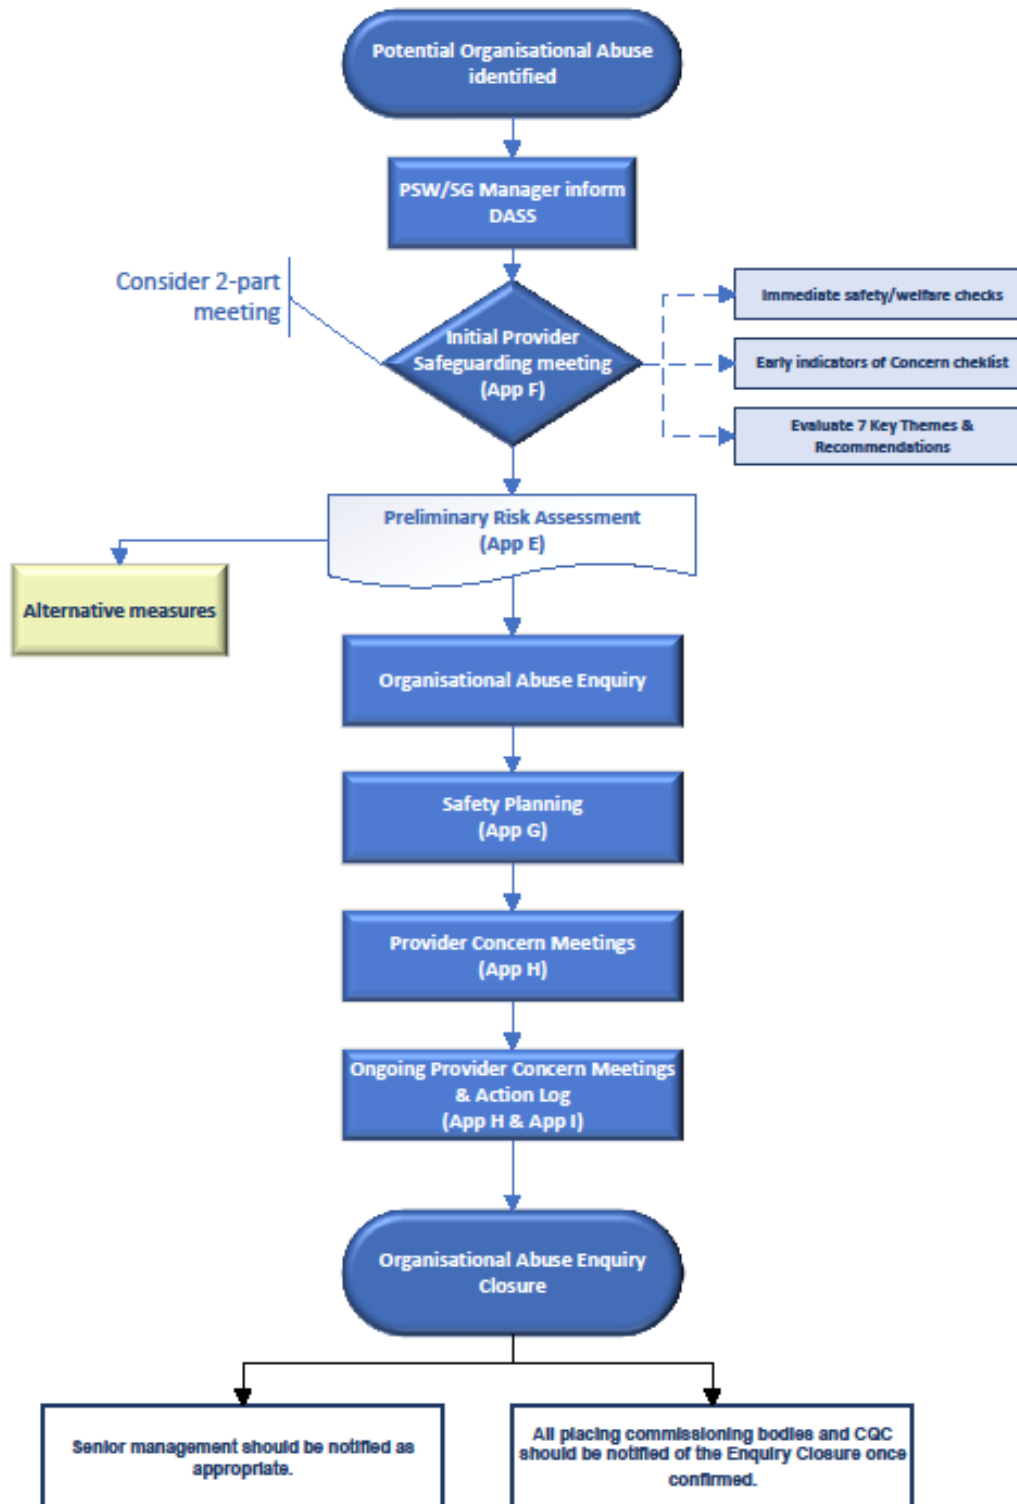 Potential Organisational Abuse
identified
PSW/SG Manager inform
DASS
Consider 2-part
meeting
Initial Provider
Safeguarding meeting
(App F)
Immediate safety/welfare checks
Early indicators of Concern cheklist
Evaluate 7 Key Themes &
Recommendations
Preliminary Risk Assessment
(App E)
Alternative measures
Organisational Abuse Enquiry
Safety Planning
(App G)
Provider Concern Meetings
(App H)
Ongoing Provider Concern Meetings
& Action Log
(App H & App I)
Organisational Abuse Enquiry
Closure
Senior management should be notified as
appropriate.
All placing commissioning bodies and CQC
should be notified of the Enquiry Closure once
confirmed.